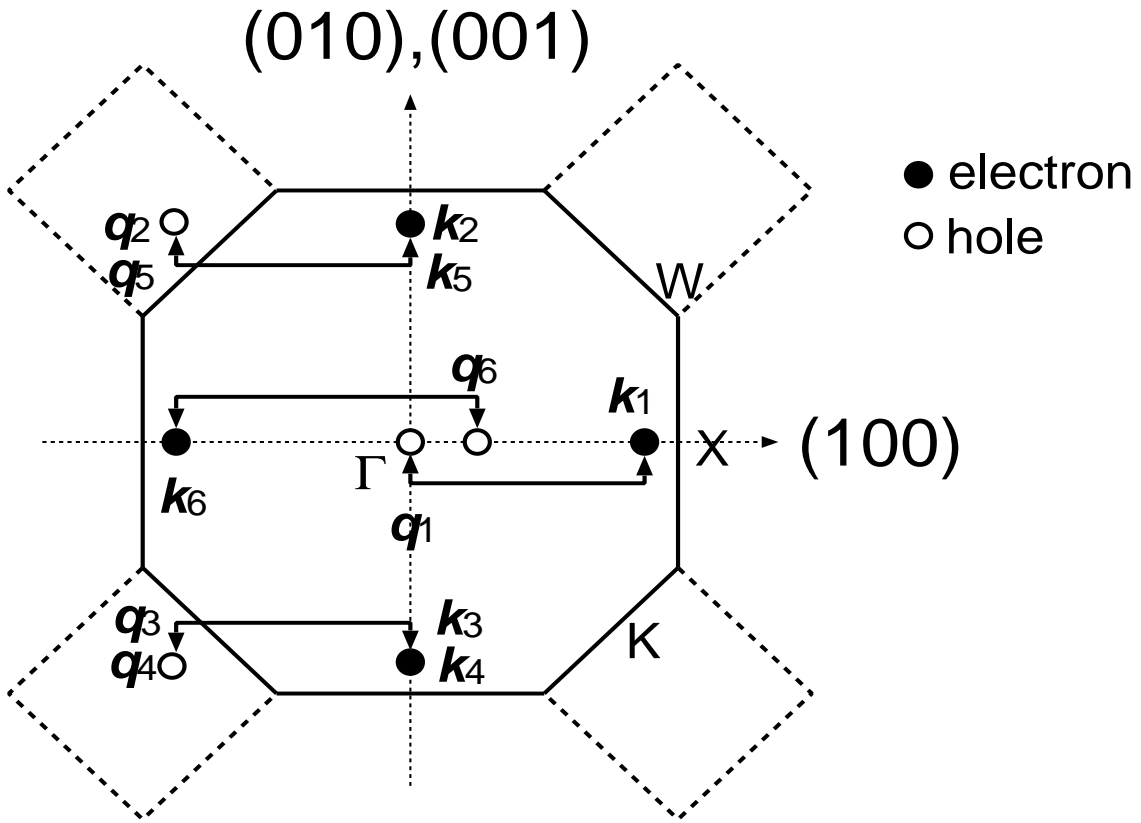 (010),(001)
electron
hole
q2
k2
q5
k5
W
q6
k1
(100)
X
Γ
k6
q1
q3
k3
K
q4
k4